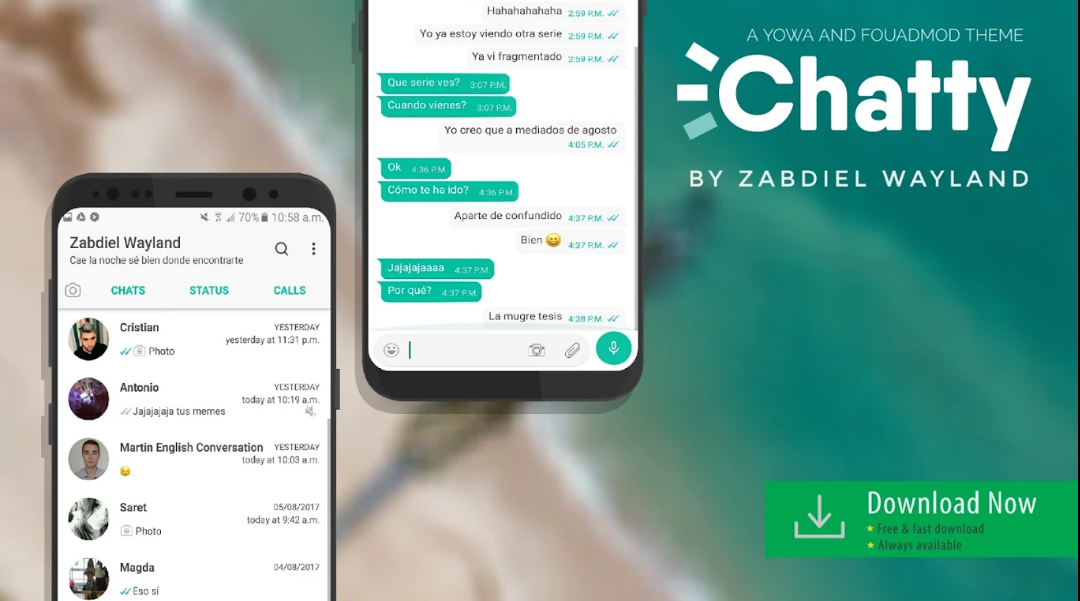 A YOWA AND FOUADMOD THEME
Chatty
BY ZABDIEL WAYLAND
Hahahahahaha 2:59 P.M.
Yo ya estoy viendo otra serie 2:59 P.M.
Ya vi fragmentado 2:59 P.M.
Que serie ves? 3:07 P.M.
Cuando vienes? 3:07 P.M.
Yo creo que a mediados de agosto
4:05 P.M.
Ok 4:36 P.M.
Cómo te ha ido? 4:36 P.M.
Aparte de confundido 4:37 P.M.
Bien 😄 4:37 P.M.
Jajajajaaaa 4:37 P.M.
Por qué? 4:37 P.M.
La mugre tesis 4:38 P.M.
70% 10:58 a.m.
Zabdiel Wayland
Cae la noche sé bien donde encontrarte
CHATS STATUS CALLS
Cristian YESTERDAY
yesterday at 11:31 p.m.
Photo
Antonio YESTERDAY
today at 10:19 a.m.
Jajajajaja tus memes
Martin English Conversation YESTERDAY
today at 10:03 a.m.
😉
Saret 05/08/2017
today at 9:42 a.m.
Photo
Magda 04/08/2017
Eso sí
Download Now
Free & fast download
Always available